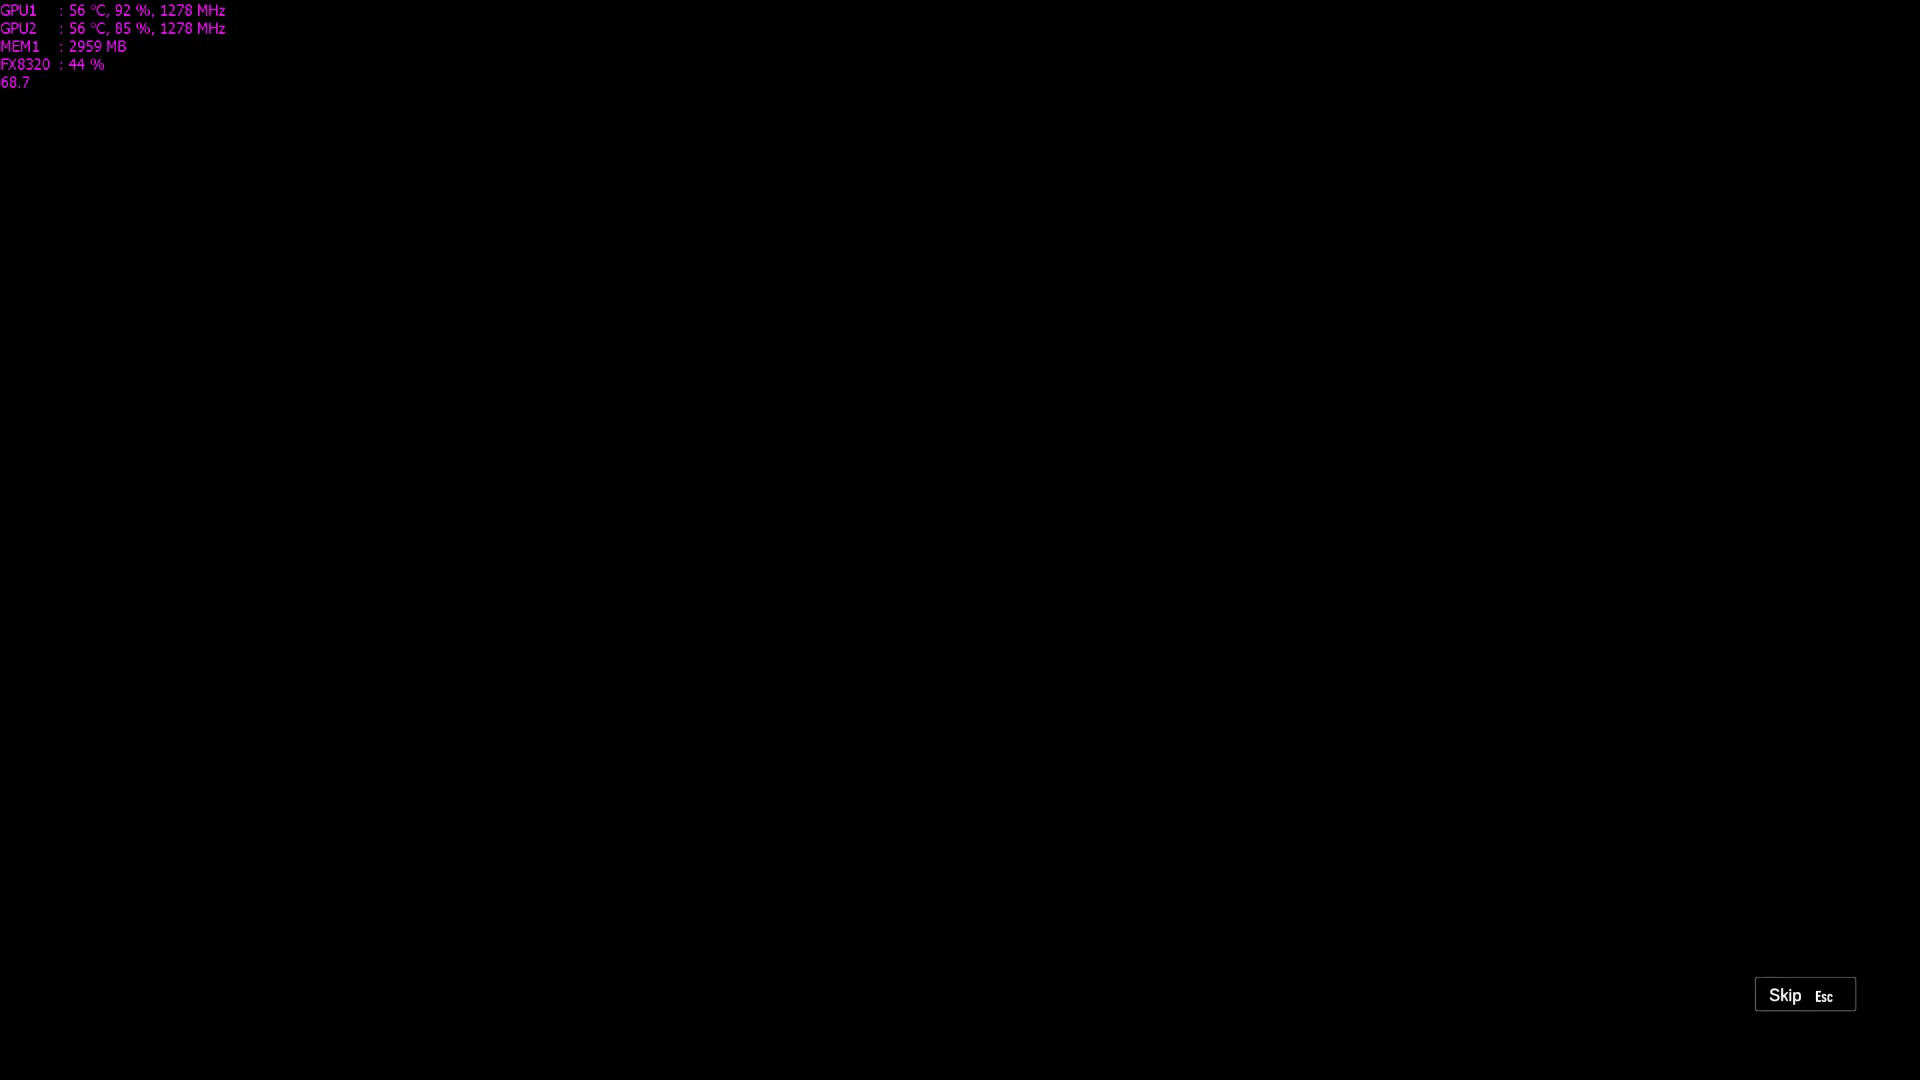 GPU1 : 56 °C, 92 %, 1278 MHz
GPU2 : 56 °C, 85 %, 1278 MHz
MEM1 : 2959 MB
FX8320 : 44 %
68.7
Skip Esc